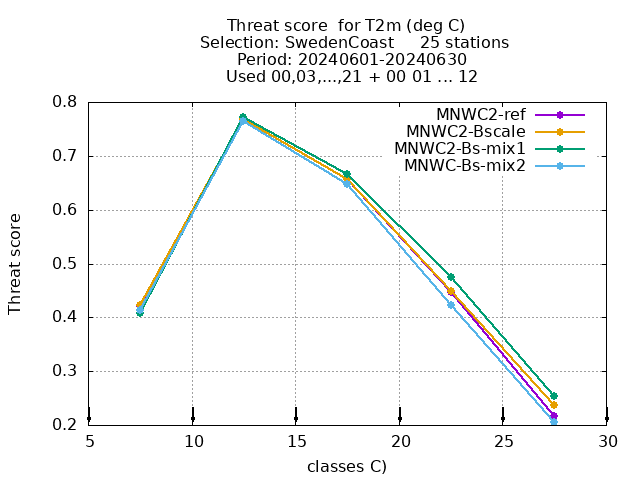 Threat score  for T2m (deg C)
Selection: SwedenCoast     25 stations
Period: 20240601-20240630
Used 00,03,...,21 + 00 01 ... 12
MNWC2-ref
MNWC2-Bscale
MNWC2-Bs-mix1
MNWC-Bs-mix2
Threat score
0.8
0.7
0.6
0.5
0.4
0.3
0.2
5 10 15 20 25 30
classes C)